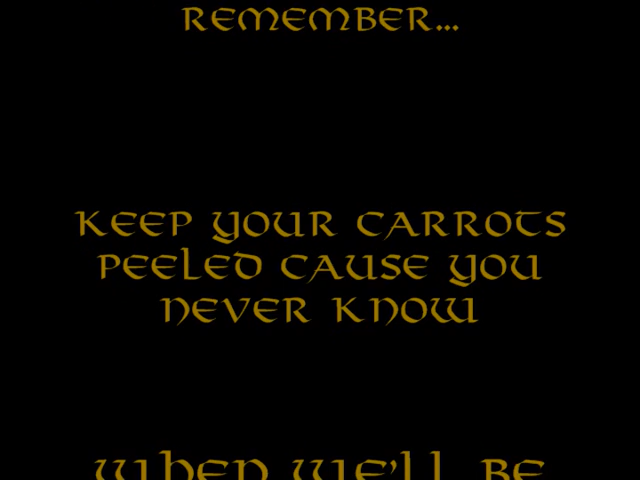 REMEMBER...
KEEP YOUR CARROTS
PEELED CAUSE YOU
NEVER KNOW
WHEN WE'LL BE